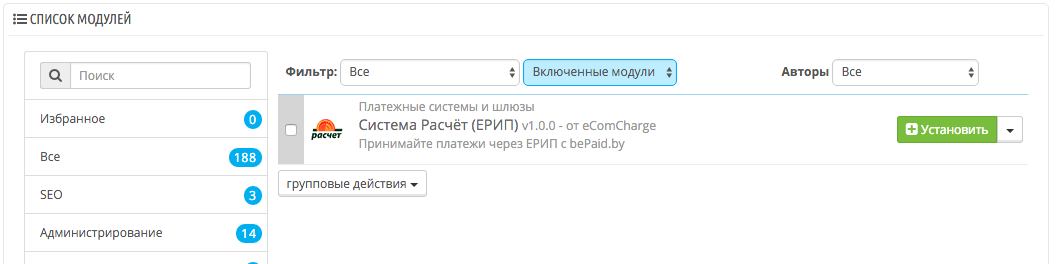 СПИСОК МОДУЛЕЙ
Поиск
Фильтр: Все Включенные модули Авторы Все
Избранное 0
Все 188
SEO 3
Администрирование 14
расчет
Платежные системы и шлюзы
Система Расчёт (ЕРИП) v1.0.0 - от eComCharge
Принимайте платежи через ЕРИП с bePaid.by
Установить
групповые действия